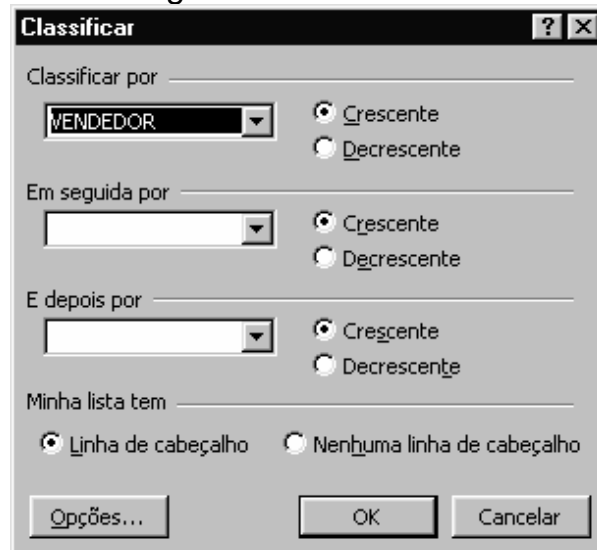 Classificar
Classificar por
VENDEDOR
Crescente
Decrescente
Em seguida por
Crescente
Decrescente
E depois por
Crescente
Decrescente
Minha lista tem
Linha de cabeçalho
Nenhuma linha de cabeçalho
Opções...
OK
Cancelar